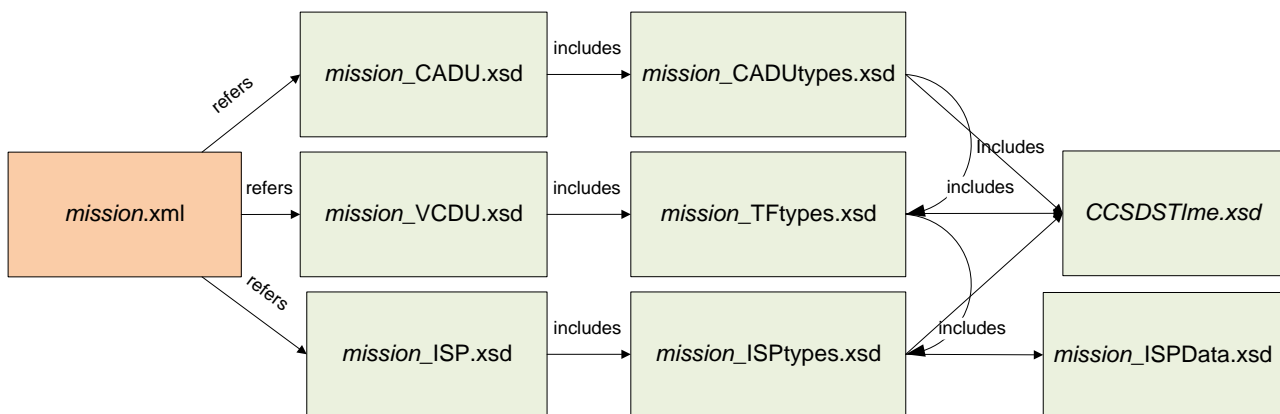 mission_CADU.xsd
includes
mission_CADUtypes.xsd
refers
mission.xml
refers
mission_VCDU.xsd
includes
mission_TFtypes.xsd
Includes
includes
CCSDSTIme.xsd
refers
mission_ISP.xsd
includes
mission_ISPtypes.xsd
includes
mission_ISPData.xsd